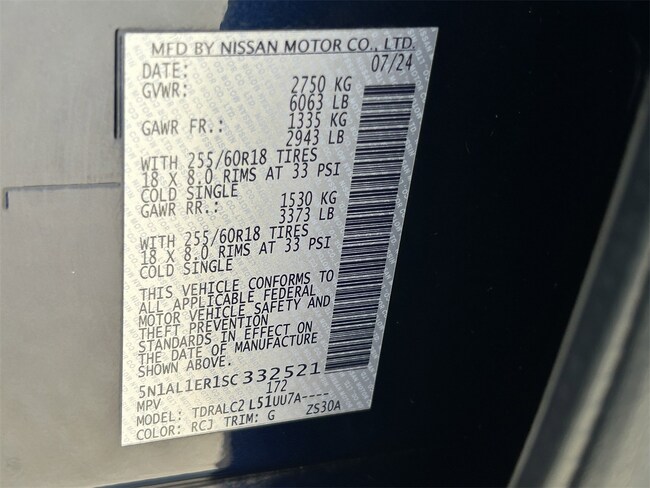 MFD BY NISSAN MOTOR CO., LTD.
DATE: 07/24
GVWR: 2750 KG
6063 LB
GAWR FR.: 1335 KG
2943 LB
WITH 255/60R18 TIRES
18 X 8.0 RIMS AT 33 PSI
COLD SINGLE
GAWR RR.: 1530 KG
3373 LB
WITH 255/60R18 TIRES
18 X 8.0 RIMS AT 33 PSI
COLD SINGLE
THIS VEHICLE CONFORMS TO
ALL APPLICABLE FEDERAL
MOTOR VEHICLE SAFETY AND
THEFT PREVENTION
STANDARDS IN EFFECT ON
THE DATE OF MANUFACTURE
SHOWN ABOVE.
5N1AL1ER1SC332521
MPV 172
MODEL: TDRALC2 L51UU7A----
COLOR: RCJ TRIM: G ZS30A